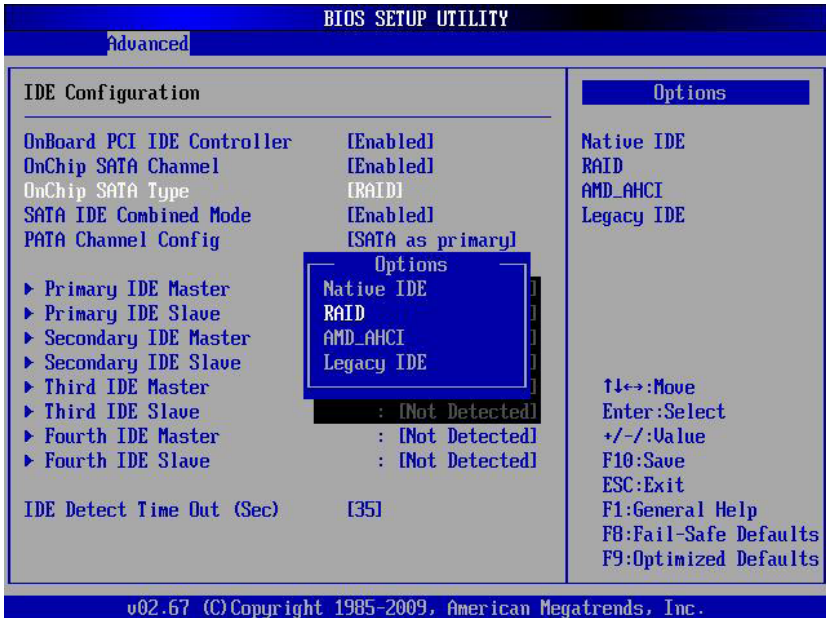 BIOS SETUP UTILITY
Advanced
IDE Configuration
OnBoard PCI IDE Controller [Enabled]
OnChip SATA Channel [Enabled]
OnChip SATA Type [RAID]
SATA IDE Combined Mode [Enabled]
PATA Channel Config [SATA as primary]
Options
Native IDE
RAID
AMD_AHCI
Legacy IDE
▶ Primary IDE Master ]
▶ Primary IDE Slave ]
▶ Secondary IDE Master ]
▶ Secondary IDE Slave ]
▶ Third IDE Master ]
▶ Third IDE Slave : [Not Detected]
▶ Fourth IDE Master : [Not Detected]
▶ Fourth IDE Slave : [Not Detected]
IDE Detect Time Out (Sec) [35]
Options
Native IDE
RAID
AMD_AHCI
Legacy IDE
↑↓←→:Move
Enter:Select
+/-/:Value
F10:Save
ESC:Exit
F1:General Help
F8:Fail-Safe Defaults
F9:Optimized Defaults
v02.67 (C)Copyright 1985-2009, American Megatrends, Inc.